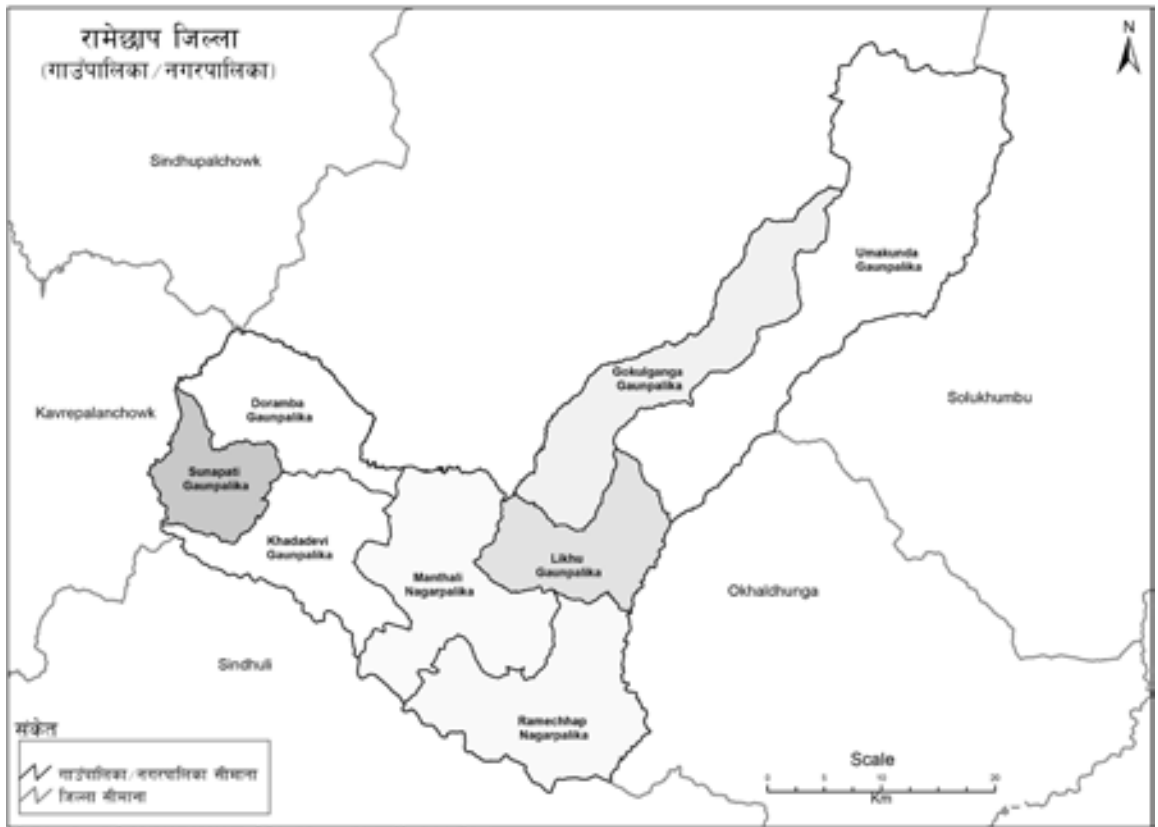 रामेछाप जिल्ला
(गाउंपालिका/नगरपालिका)
N
Sindhupalchowk
Umakunda
Gaunpalika
Gokulganga
Gaunpalika
Kavrepalanchowk
Doramba
Gaunpalika
Solukhumbu
Sunapati
Gaunpalika
Khadadevi
Gaunpalika
Likhu
Gaunpalika
Manthali
Nagarpalika
Okhaldhunga
Sindhuli
Ramechhap
Nagarpalika
संकेत
गाउंपालिका/नगरपालिका सीमाना
जिल्ला सीमाना
Scale
0 5 10 20
Km